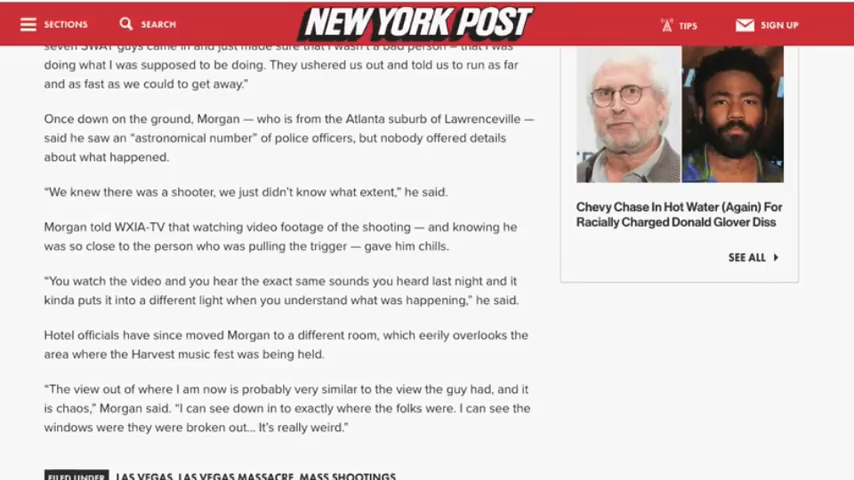 SECTIONS
SEARCH
NEW YORK POST
TIPS
SIGN UP
seven SWAT guys came in and just made sure that I wasn't a bad person – that I was
doing what I was supposed to be doing. They ushered us out and told us to run as far
and as fast as we could to get away."
Once down on the ground, Morgan — who is from the Atlanta suburb of Lawrenceville —
said he saw an "astronomical number" of police officers, but nobody offered details
about what happened.
"We knew there was a shooter, we just didn't know what extent," he said.
Morgan told WXIA-TV that watching video footage of the shooting — and knowing he
was so close to the person who was pulling the trigger — gave him chills.
"You watch the video and you hear the exact same sounds you heard last night and it
kinda puts it into a different light when you understand what was happening," he said.
Hotel officials have since moved Morgan to a different room, which eerily overlooks the
area where the Harvest music fest was being held.
"The view out of where I am now is probably very similar to the view the guy had, and it
is chaos," Morgan said. "I can see down in to exactly where the folks were. I can see the
windows were they were broken out... It's really weird."
FILED UNDER LAS VEGAS, LAS VEGAS MASSACRE, MASS SHOOTINGS
Chevy Chase In Hot Water (Again) For
Racially Charged Donald Glover Diss
SEE ALL